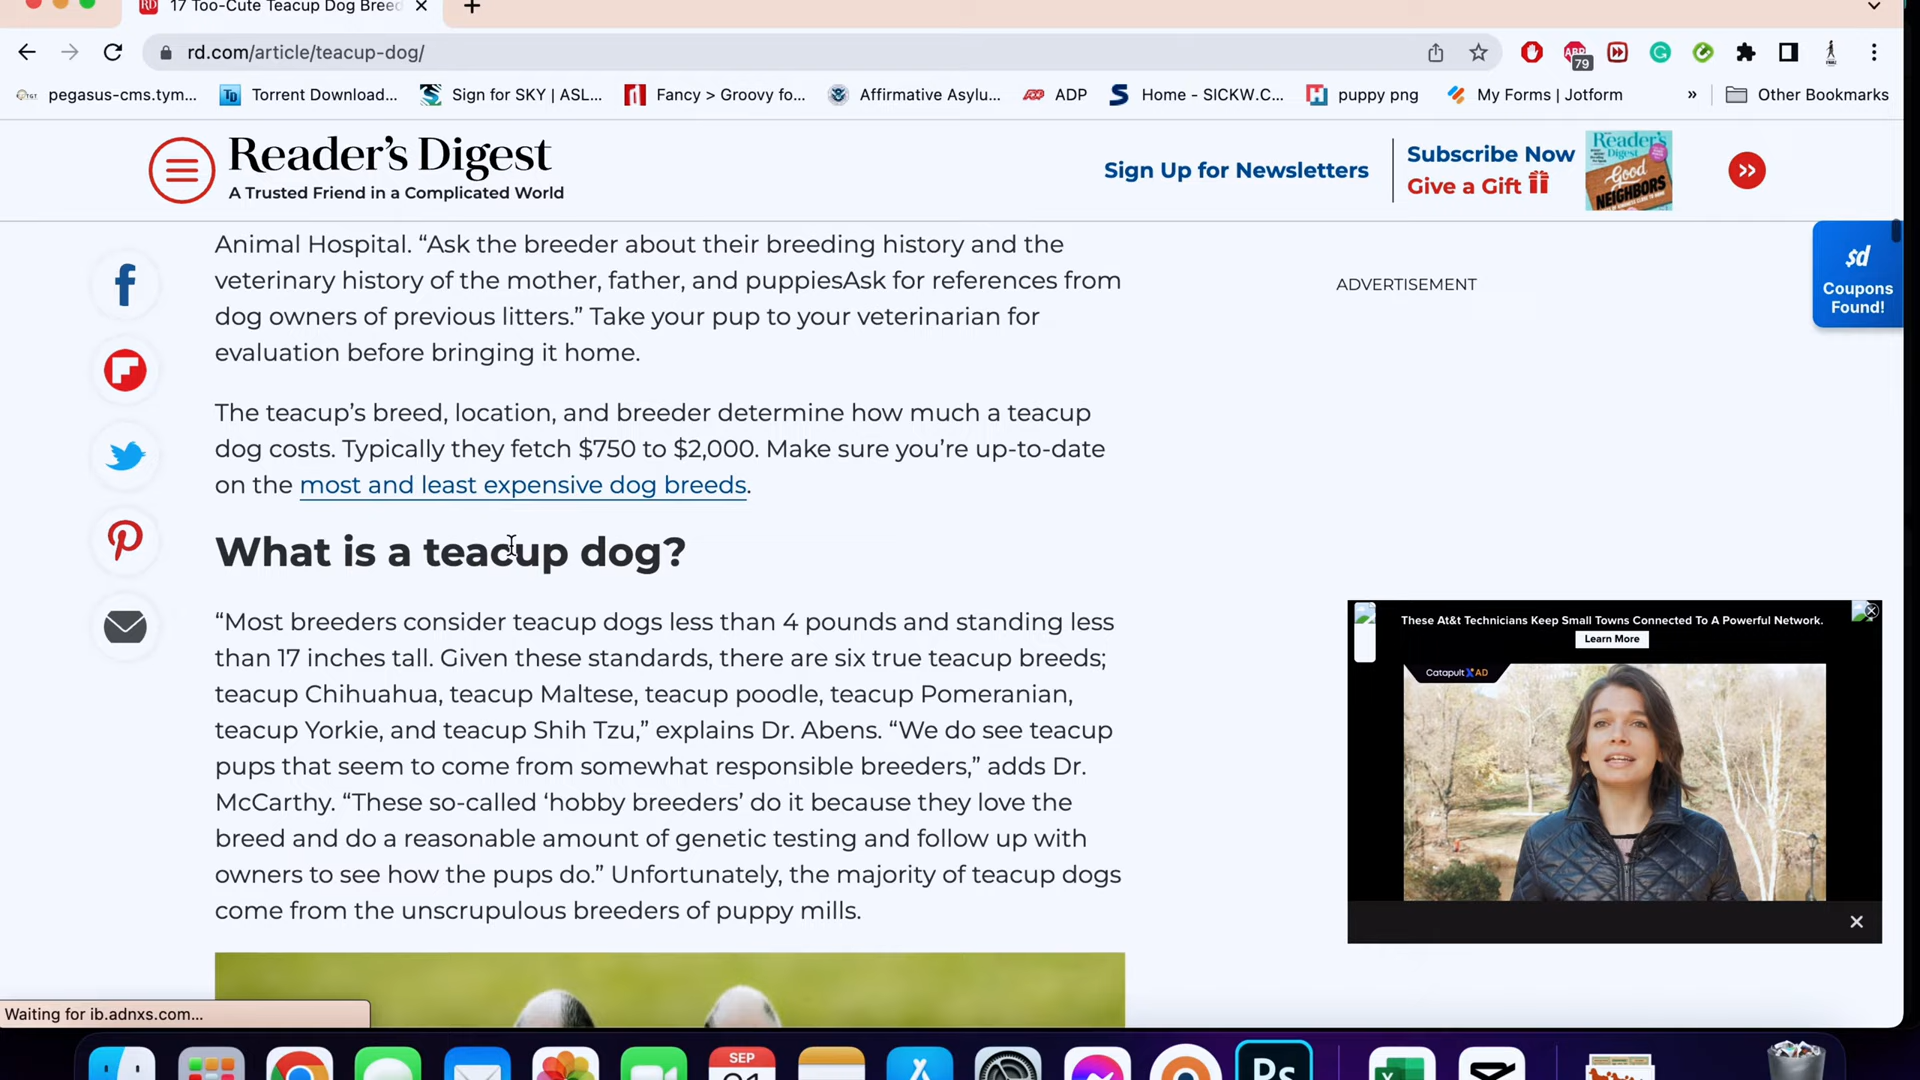 17 Too-Cute Teacup Dog Breed
rd.com/article/teacup-dog/
79
pegasus-cms.tym...
Torrent Download...
Sign for SKY | ASL...
Fancy > Groovy fo...
Affirmative Asylu...
ADP
Home - SICKW.C...
puppy png
My Forms | Jotform
»
Other Bookmarks
Reader's Digest
A Trusted Friend in a Complicated World
Sign Up for Newsletters
Subscribe Now
Give a Gift
Reader's Digest
Good
NEIGHBORS
Animal Hospital. “Ask the breeder about their breeding history and the
veterinary history of the mother, father, and puppiesAsk for references from
dog owners of previous litters.” Take your pup to your veterinarian for
evaluation before bringing it home.
$d
Coupons
Found!
ADVERTISEMENT
The teacup’s breed, location, and breeder determine how much a teacup
dog costs. Typically they fetch $750 to $2,000. Make sure you’re up-to-date
on the most and least expensive dog breeds.
What is a teacup dog?
“Most breeders consider teacup dogs less than 4 pounds and standing less
than 17 inches tall. Given these standards, there are six true teacup breeds;
teacup Chihuahua, teacup Maltese, teacup poodle, teacup Pomeranian,
teacup Yorkie, and teacup Shih Tzu,” explains Dr. Abens. “We do see teacup
pups that seem to come from somewhat responsible breeders,” adds Dr.
McCarthy. “These so-called ‘hobby breeders’ do it because they love the
breed and do a reasonable amount of genetic testing and follow up with
owners to see how the pups do.” Unfortunately, the majority of teacup dogs
come from the unscrupulous breeders of puppy mills.
These At&t Technicians Keep Small Towns Connected To A Powerful Network.
Learn More
Catapult X AD
Waiting for ib.adnxs.com...
SEP
Ps